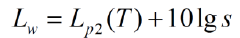 L_w = L_{p2}(T) + 10 lg s